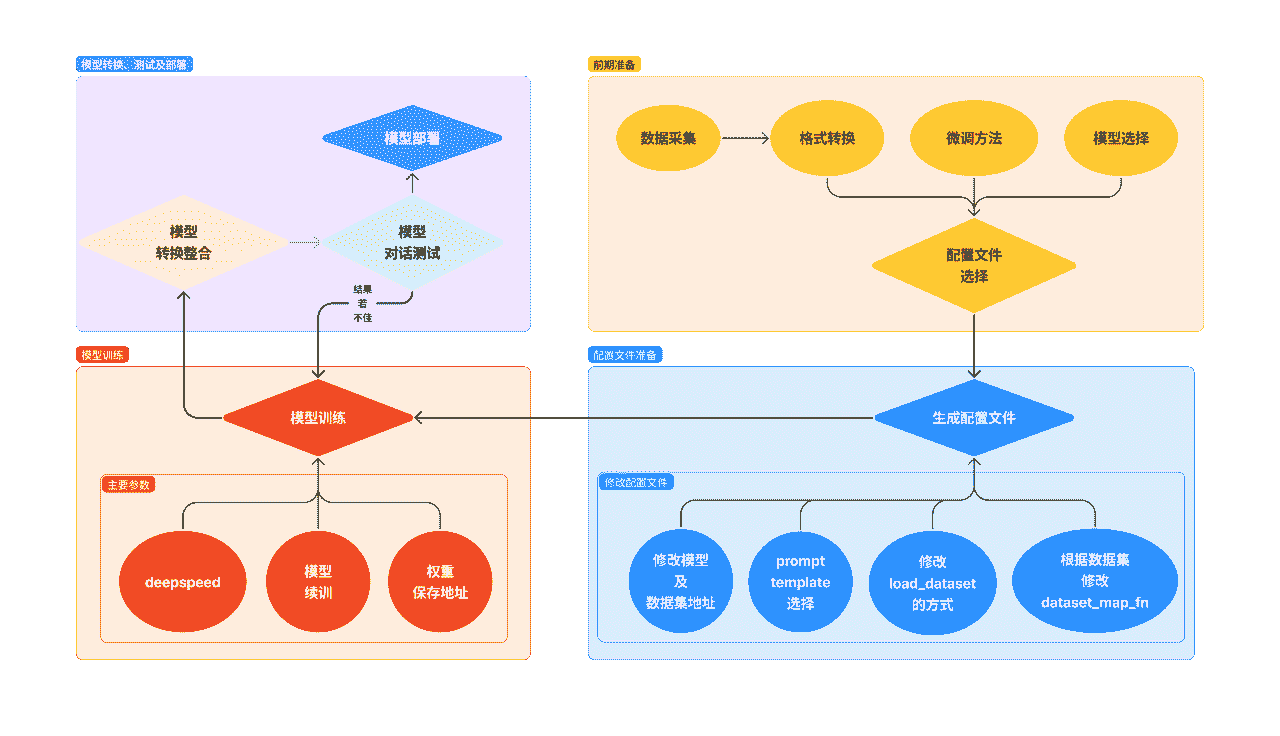 模型转换、测试及部署
模型部署
模型
转换整合
模型
对话测试
结果
若
不佳
前期准备
数据采集
格式转换
微调方法
模型选择
配置文件
选择
模型训练
模型训练
主要参数
deepspeed
模型
续训
权重
保存地址
配置文件准备
生成配置文件
修改配置文件
修改模型
及
数据集地址
prompt
template
选择
修改
load_dataset
的方式
根据数据集
修改
dataset_map_fn